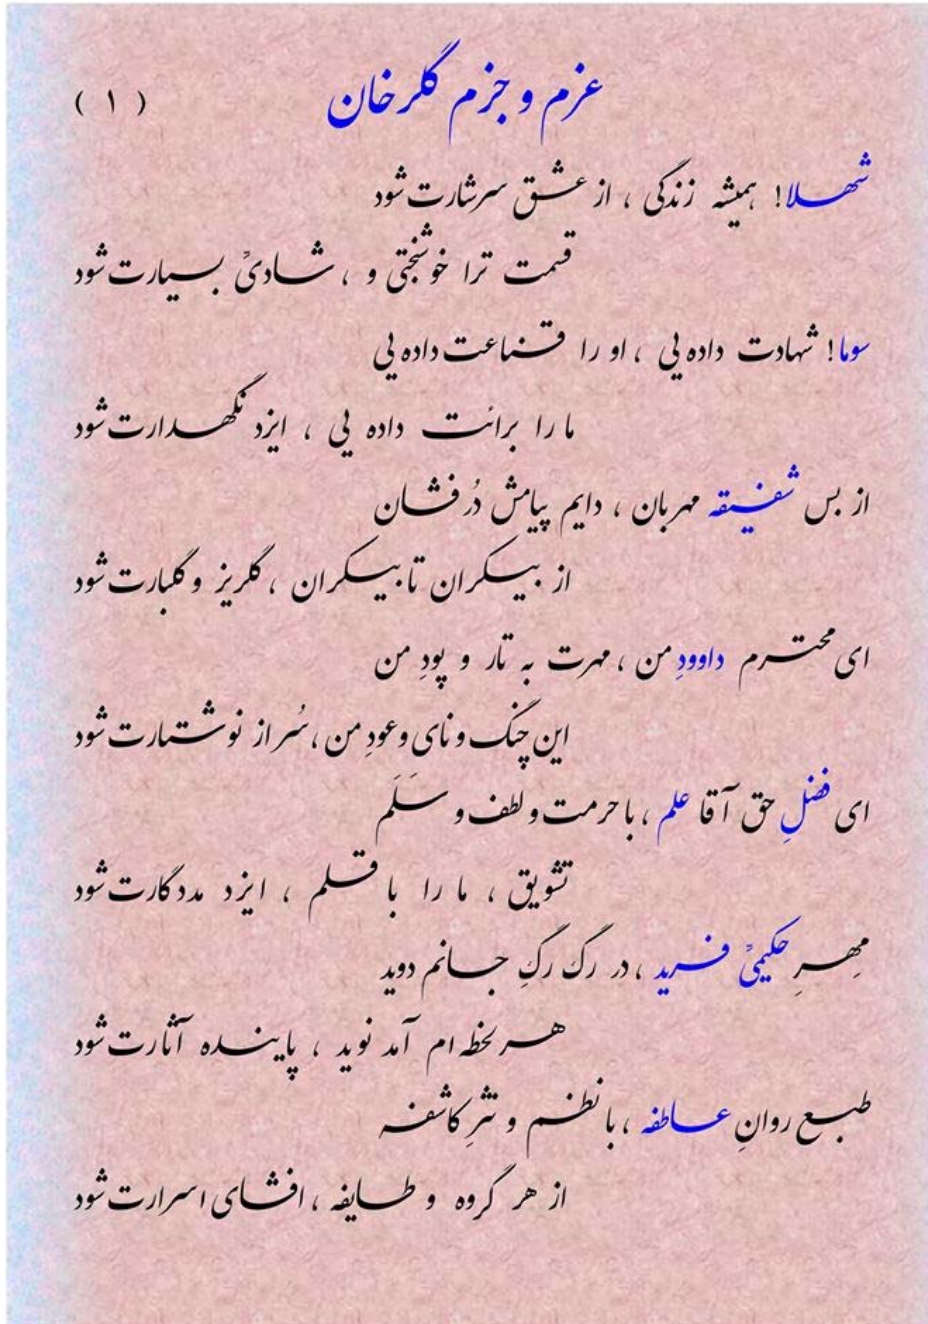 عزم و جزم گلرخان
( ۱ )
شهلا! همیشه زندگی ، از عشق سرشارت شود
قسمت ترا خوشبختی و ، شادیِّ بسیارت شود
سوما! شهادت داده یی ، او را قناعت داده یی
ما را برائت داده یی ، ایزد نگهدارت شود
از بس شفیقه مهربان ، دایم پیامش دُرفشان
از بیکران تا بیکران ، گلریز و گلبارت شود
ای محترم داوودِ من ، مهرت به تار و پودِ من
این چنگ و نای و عودِ من ، سُر از نوشتارت شود
ای فضلِ حق آقا علم ، با حرمت و لطف و سَلَم
تشویق ، ما را با قلم ، ایزد مددگارت شود
مِهرِ حکیمیِّ فرید ، در رگ رگِ جانم دوید
هر لحظه ام آمد نوید ، پاینده آثارت شود
طبع روانِ عاطفه ، با نظم و نثرِ کاشفه
از هر گروه و طایفه ، افشای اسرارت شود